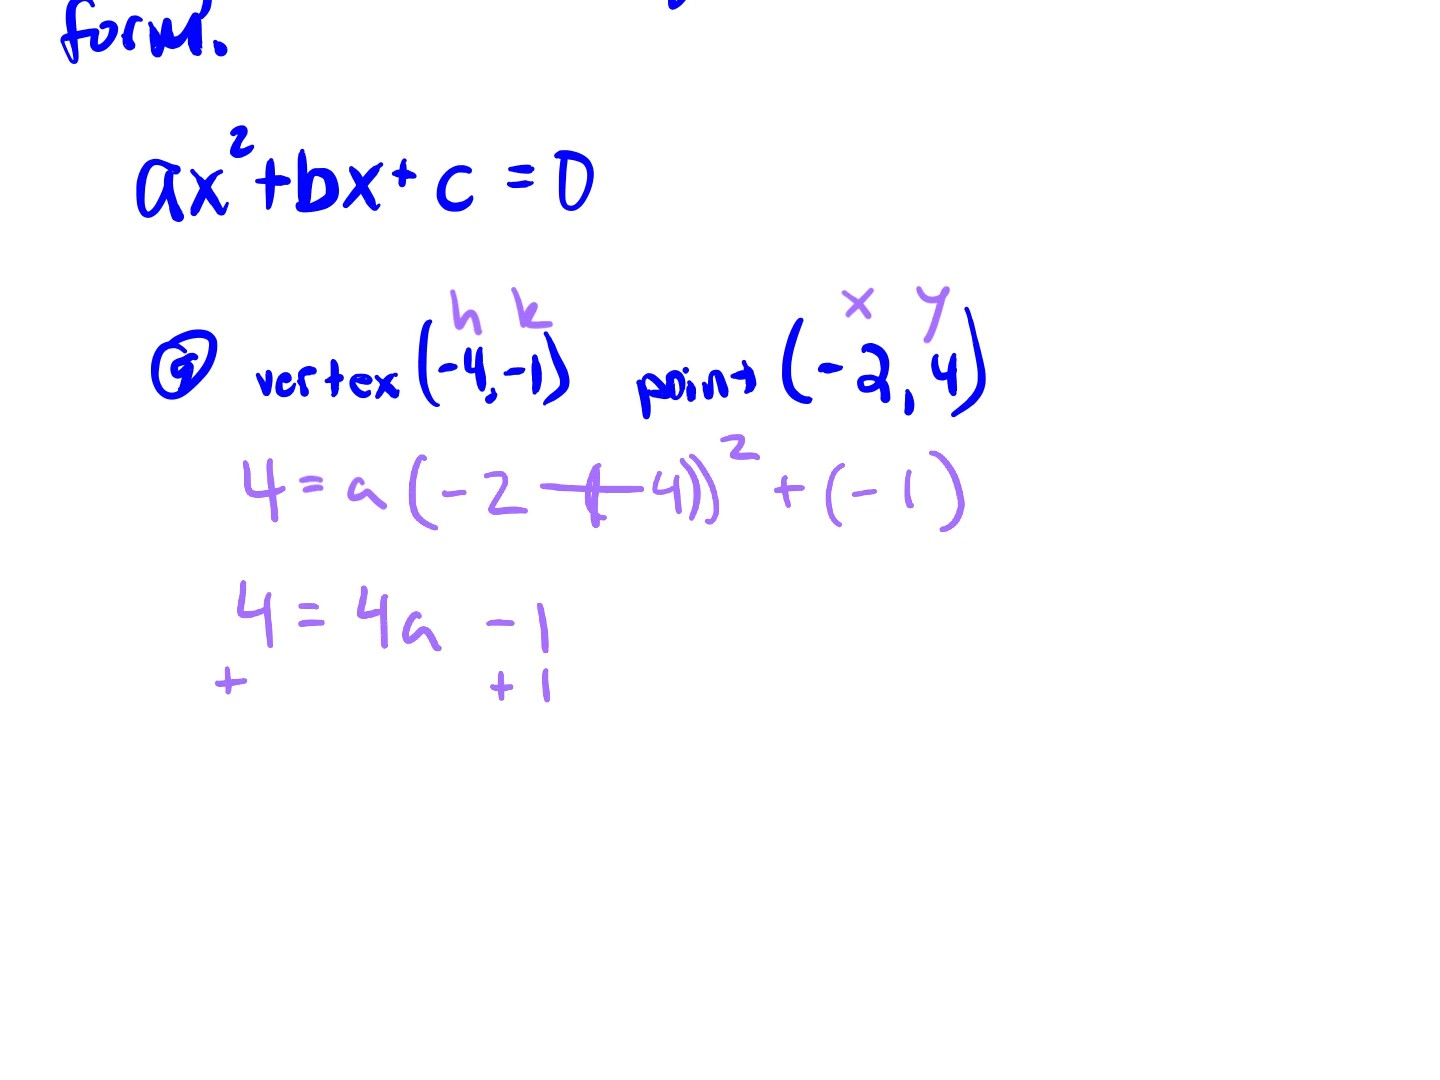 form.
ax² + bx + c = 0
h k x y
ⓐ vertex (-4, -1) point (-2, 4)
4 = a(-2 - (-4))² + (-1)
4 = 4a - 1
+ + 1